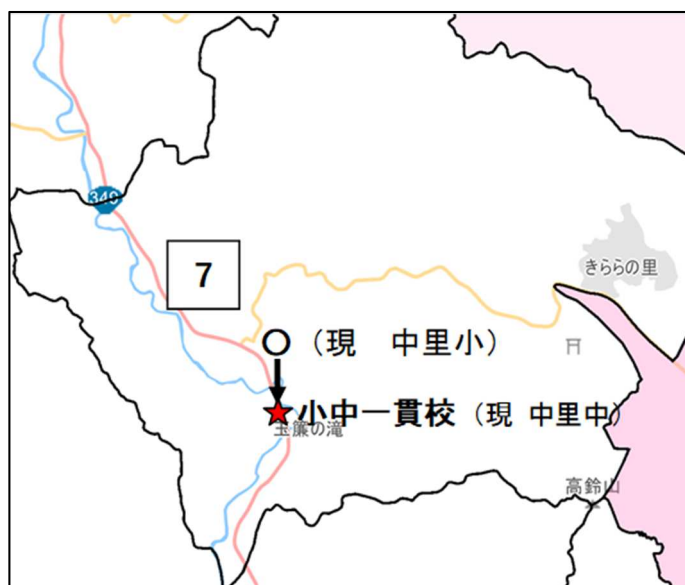 349
7
きららの里
○（現　中里小）
★小中一貫校（現 中里中）
玉簾の滝
高鈴山